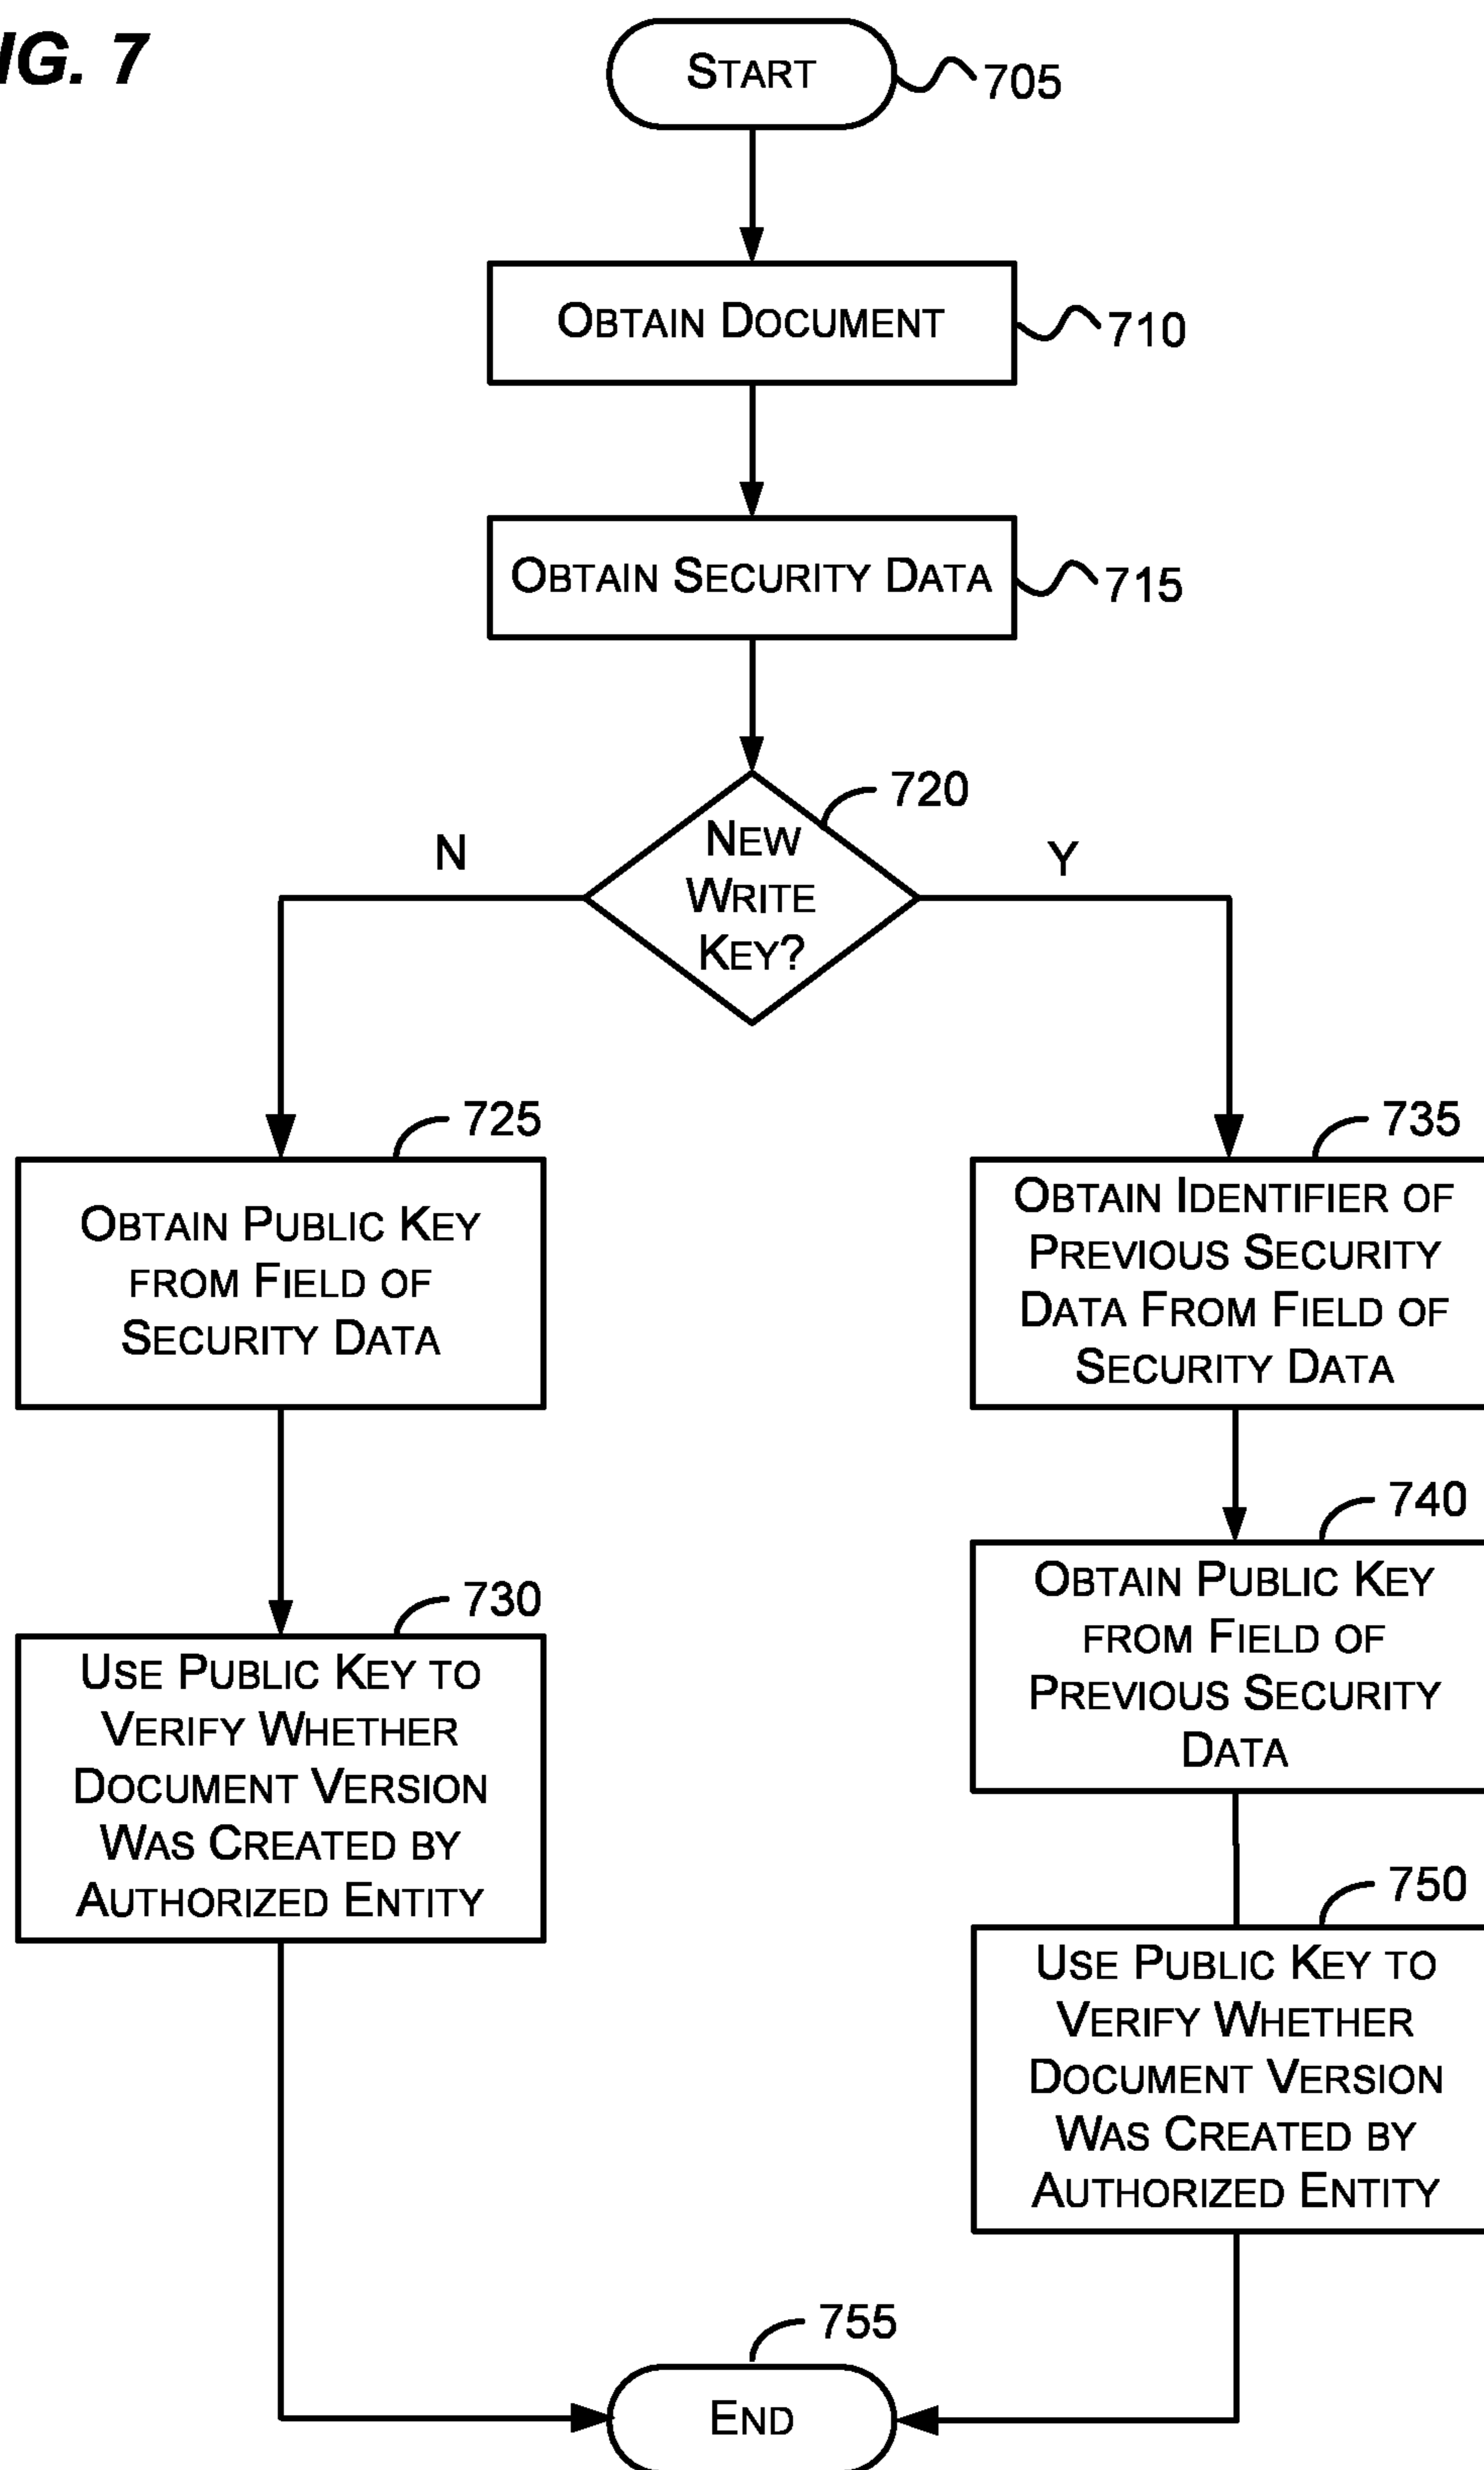 IG. 7
START
705
OBTAIN DOCUMENT
710
OBTAIN SECURITY DATA
715
720
NEW
WRITE
KEY?
N
Y
725
OBTAIN PUBLIC KEY
FROM FIELD OF
SECURITY DATA
730
USE PUBLIC KEY TO
VERIFY WHETHER
DOCUMENT VERSION
WAS CREATED BY
AUTHORIZED ENTITY
735
OBTAIN IDENTIFIER OF
PREVIOUS SECURITY
DATA FROM FIELD OF
SECURITY DATA
740
OBTAIN PUBLIC KEY
FROM FIELD OF
PREVIOUS SECURITY
DATA
750
USE PUBLIC KEY TO
VERIFY WHETHER
DOCUMENT VERSION
WAS CREATED BY
AUTHORIZED ENTITY
755
END